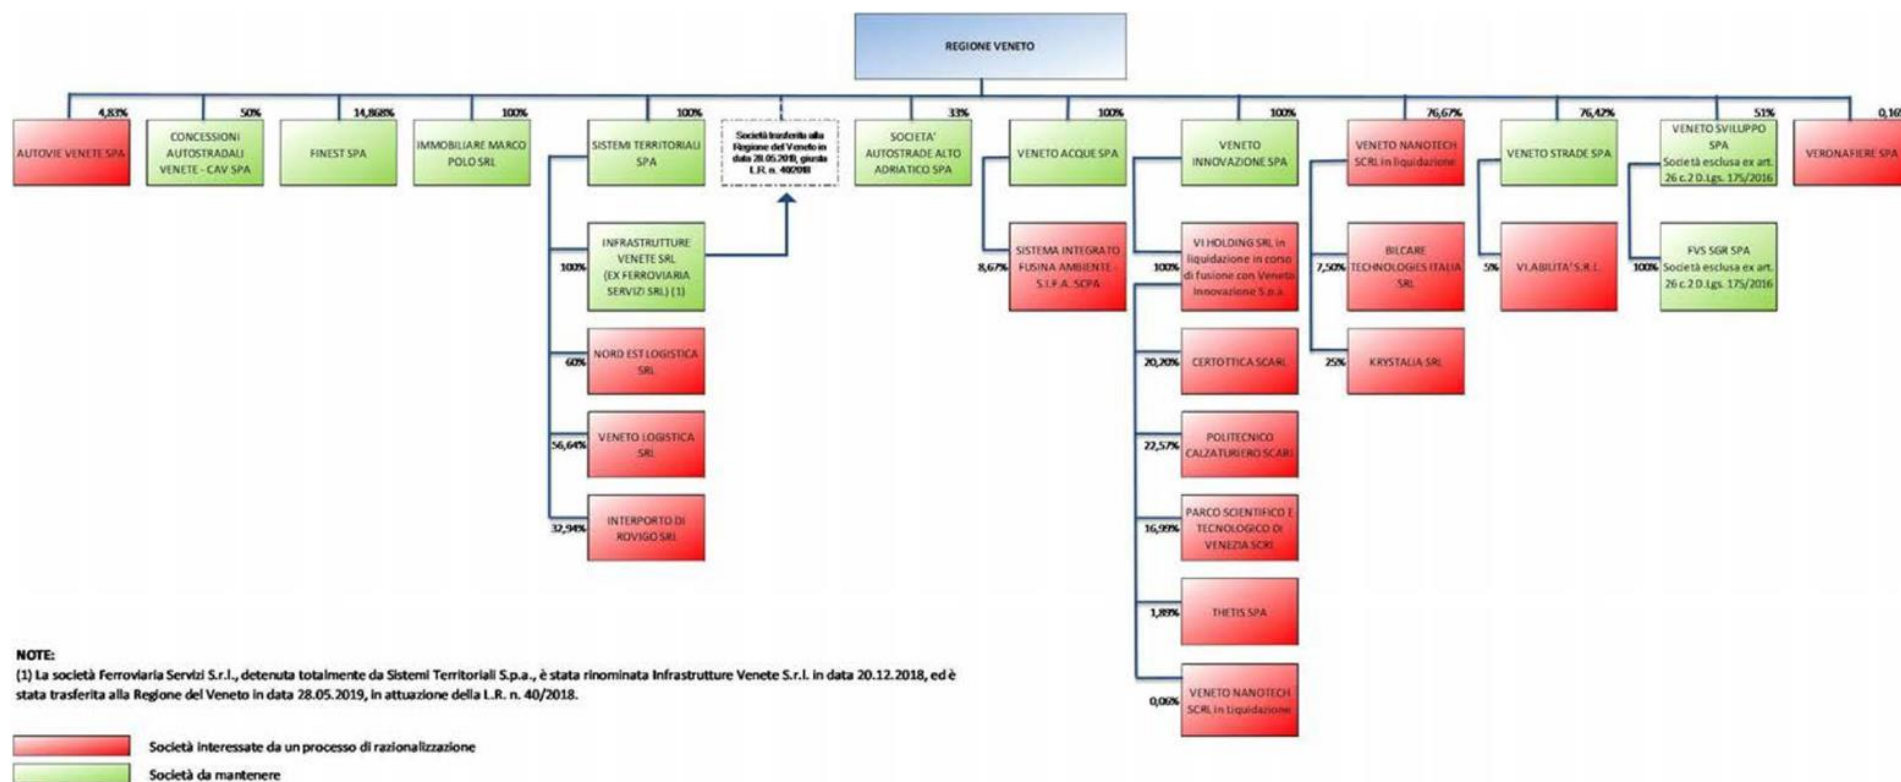 REGIONE VENETO
4,83%
AUTOVIE VENETE SPA
50%
CONCESSIONI
AUTOSTRADALI
VENETE - CAV SPA
14,868%
FINEST SPA
100%
IMMOBILIARE MARCO
POLO SRL
100%
SISTEMI TERRITORIALI
SPA
Società trasferita alla
Regione del Veneto in
data 28.05.2019, giusta
L.R. n. 40/2018
33%
SOCIETA'
AUTOSTRADE ALTO
ADRIATICO SPA
100%
VENETO ACQUE SPA
100%
VENETO
INNOVAZIONE SPA
76,67%
VENETO NANOTECH
SCRL in liquidazione
76,42%
VENETO STRADE SPA
51%
VENETO SVILUPPO
SPA
Società esclusa ex art.
26 c.2 D.Lgs. 175/2016
0,16%
VERONAFIERE SPA
100%
INFRASTRUTTURE
VENETE SRL
(EX FERROVIARIA
SERVIZI SRL) (1)
60%
NORD EST LOGISTICA
SRL
56,64%
VENETO LOGISTICA
SRL
32,94%
INTERPORTO DI
ROVIGO SRL
8,67%
SISTEMA INTEGRATO
FUSINA AMBIENTE -
S.I.F.A. SCPA
100%
VI HOLDING SRL in
liquidazione in corso
di fusione con Veneto
Innovazione S.p.a.
20,20%
CERTOTTICA SCARL
22,57%
POLITECNICO
CALZATURIERO SCARL
16,99%
PARCO SCIENTIFICO E
TECNOLOGICO DI
VENEZIA SCRL
1,89%
THETIS SPA
0,06%
VENETO NANOTECH
SCRL in Liquidazione
7,50%
BILCARE
TECHNOLOGIES ITALIA
SRL
25%
KRYSTALIA SRL
5%
VI.ABILITA' S.R.L.
100%
FVS SGR SPA
Società esclusa ex art.
26 c.2 D.Lgs. 175/2016
NOTE:
(1) La società Ferroviaria Servizi S.r.l., detenuta totalmente da Sistemi Territoriali S.p.a., è stata rinominata Infrastrutture Venete S.r.l. in data 20.12.2018, ed è
stata trasferita alla Regione del Veneto in data 28.05.2019, in attuazione della L.R. n. 40/2018.
Società interessate da un processo di razionalizzazione
Società da mantenere